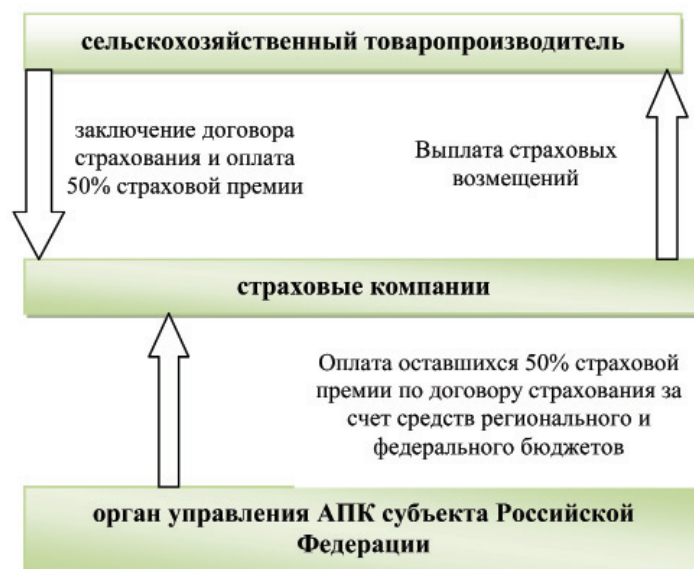 сельскохозяйственный товаропроизводитель
заключение договора
страхования и оплата
50% страховой премии
Выплата страховых
возмещений
страховые компании
Оплата оставшихся 50% страховой
премии по договору страхования за
счет средств регионального и
федерального бюджетов
орган управления АПК субъекта Российской
Федерации